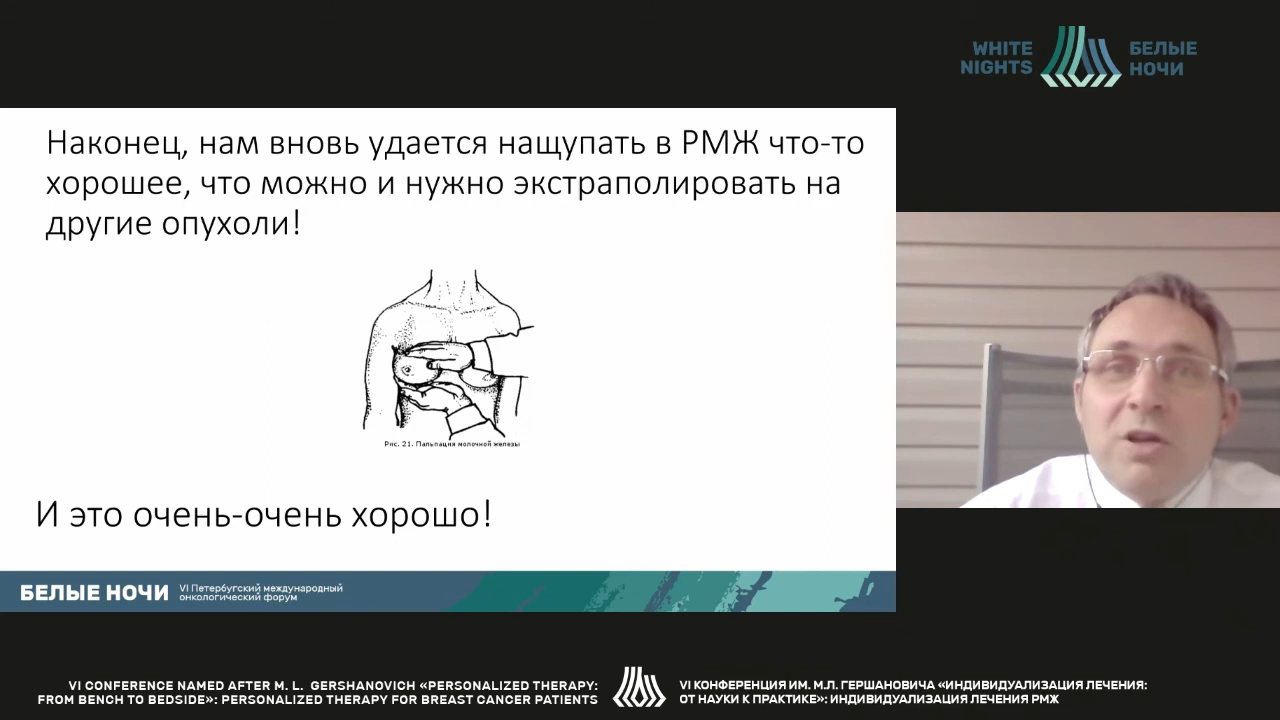 WHITE
NIGHTS
БЕЛЫЕ
НОЧИ
Наконец, нам вновь удается нащупать в РМЖ что-то
хорошее, что можно и нужно экстраполировать на
другие опухоли!
Рис. 21. Пальпация молочной железы
И это очень-очень хорошо!
БЕЛЫЕ НОЧИ
VI Петербугский международный
онкологический форум
VI CONFERENCE NAMED AFTER M. L. GERSHANOVICH «PERSONALIZED THERAPY:
FROM BENCH TO BEDSIDE»: PERSONALIZED THERAPY FOR BREAST CANCER PATIENTS
VI КОНФЕРЕНЦИЯ ИМ. М.Л. ГЕРШАНОВИЧА «ИНДИВИДУАЛИЗАЦИЯ ЛЕЧЕНИЯ:
ОТ НАУКИ К ПРАКТИКЕ»: ИНДИВИДУАЛИЗАЦИЯ ЛЕЧЕНИЯ РМЖ